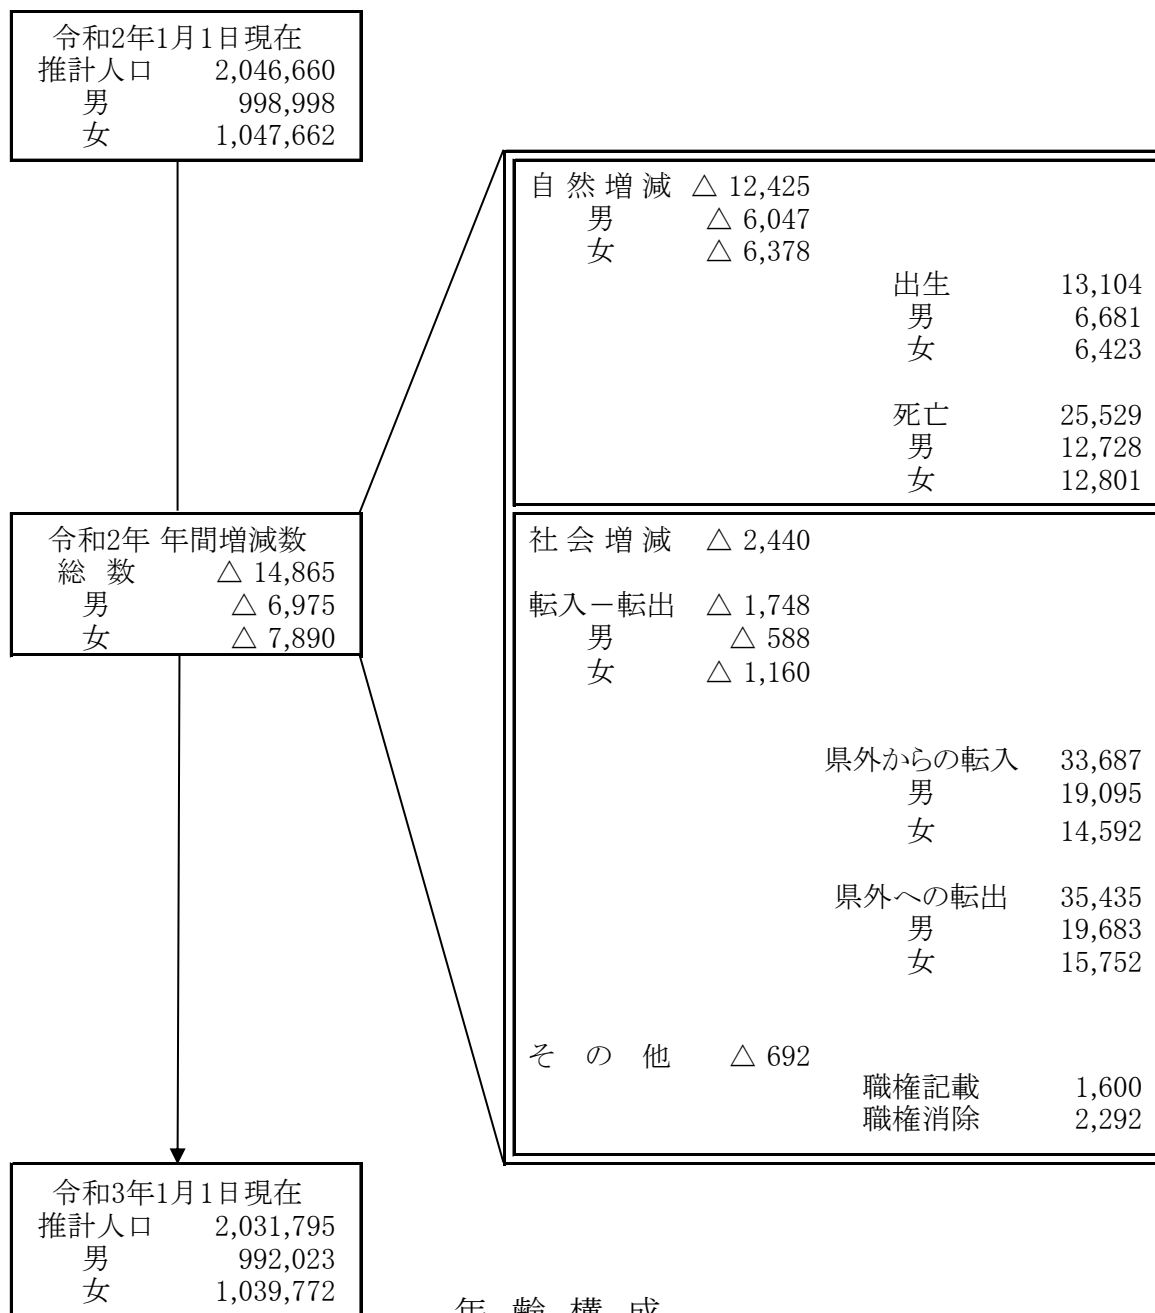 令和2年1月1日現在
推計人口 2,046,660
男 998,998
女 1,047,662
自然増減 △ 12,425
男 △ 6,047
女 △ 6,378
出生 13,104
男 6,681
女 6,423
死亡 25,529
男 12,728
女 12,801
令和2年 年間増減数
総数 △ 14,865
男 △ 6,975
女 △ 7,890
社会増減 △ 2,440
転入－転出 △ 1,748
男 △ 588
女 △ 1,160
県外からの転入 33,687
男 19,095
女 14,592
県外への転出 35,435
男 19,683
女 15,752
その他 △ 692
職権記載 1,600
職権消除 2,292
令和3年1月1日現在
推計人口 2,031,795
男 992,023
女 1,039,772
年齢構成